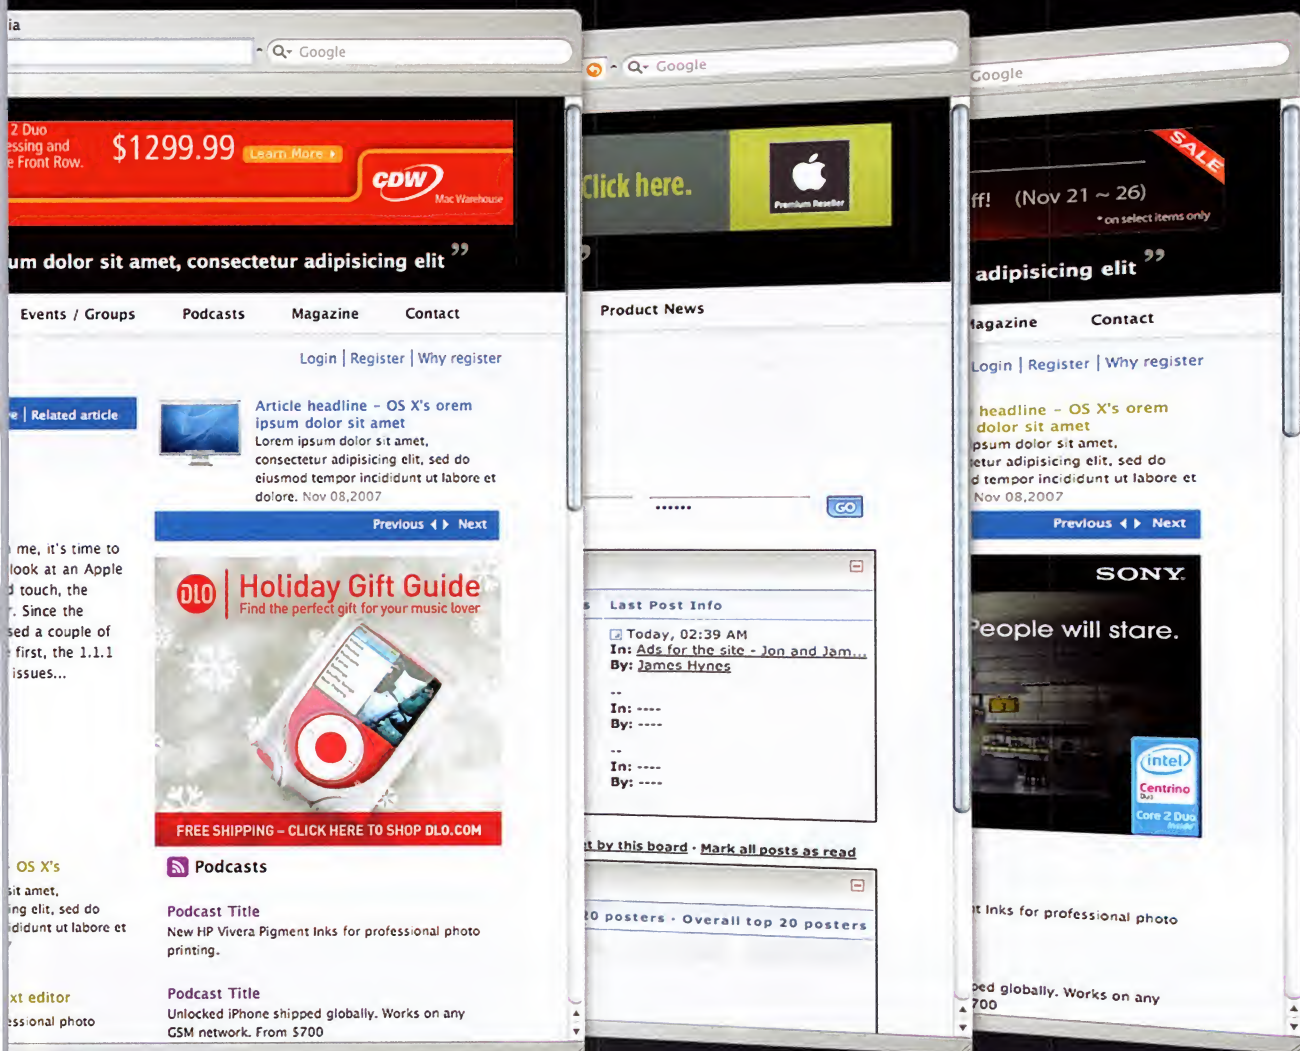 ia
Google
2 Duo
essing and
e Front Row.
$1299.99
Learn More
CDW
Mac Warehouse
um dolor sit amet, consectetur adipisicing elit ”
Events / Groups Podcasts Magazine Contact
Login | Register | Why register
| Related article
Article headline – OS X's orem
ipsum dolor sit amet
Lorem ipsum dolor sit amet,
consectetur adipisicing elit, sed do
eiusmod tempor incididunt ut labore et
dolore. Nov 08,2007
Previous Next
me, it's time to
look at an Apple
d touch, the
r. Since the
sed a couple of
first, the 1.1.1
issues...
DLO
Holiday Gift Guide
Find the perfect gift for your music lover
FREE SHIPPING – CLICK HERE TO SHOP DLO.COM
- OS X's
sit amet,
ing elit, sed do
ididunt ut labore et
xt editor
essional photo
Podcasts
Podcast Title
New HP Vivera Pigment Inks for professional photo
printing.
Podcast Title
Unlocked iPhone shipped globally. Works on any
GSM network. From $700
Google
Click here.
Premium Reseller
”
Product News
••••••
GO
s Last Post Info
Today, 02:39 AM
In: Ads for the site - Jon and Jam...
By: James Hynes
--
In: ----
By: ----
--
In: ----
By: ----
t by this board · Mark all posts as read
20 posters · Overall top 20 posters
Google
SALE
ff! (Nov 21 ~ 26)
* on select items only
adipisicing elit ”
Magazine Contact
Login | Register | Why register
headline – OS X's orem
dolor sit amet
psum dolor sit amet,
etur adipisicing elit, sed do
d tempor incididunt ut labore et
Nov 08,2007
Previous Next
SONY
People will stare.
intel
Centrino
Duo
Core 2 Duo
inside
t Inks for professional photo
ped globally. Works on any
700